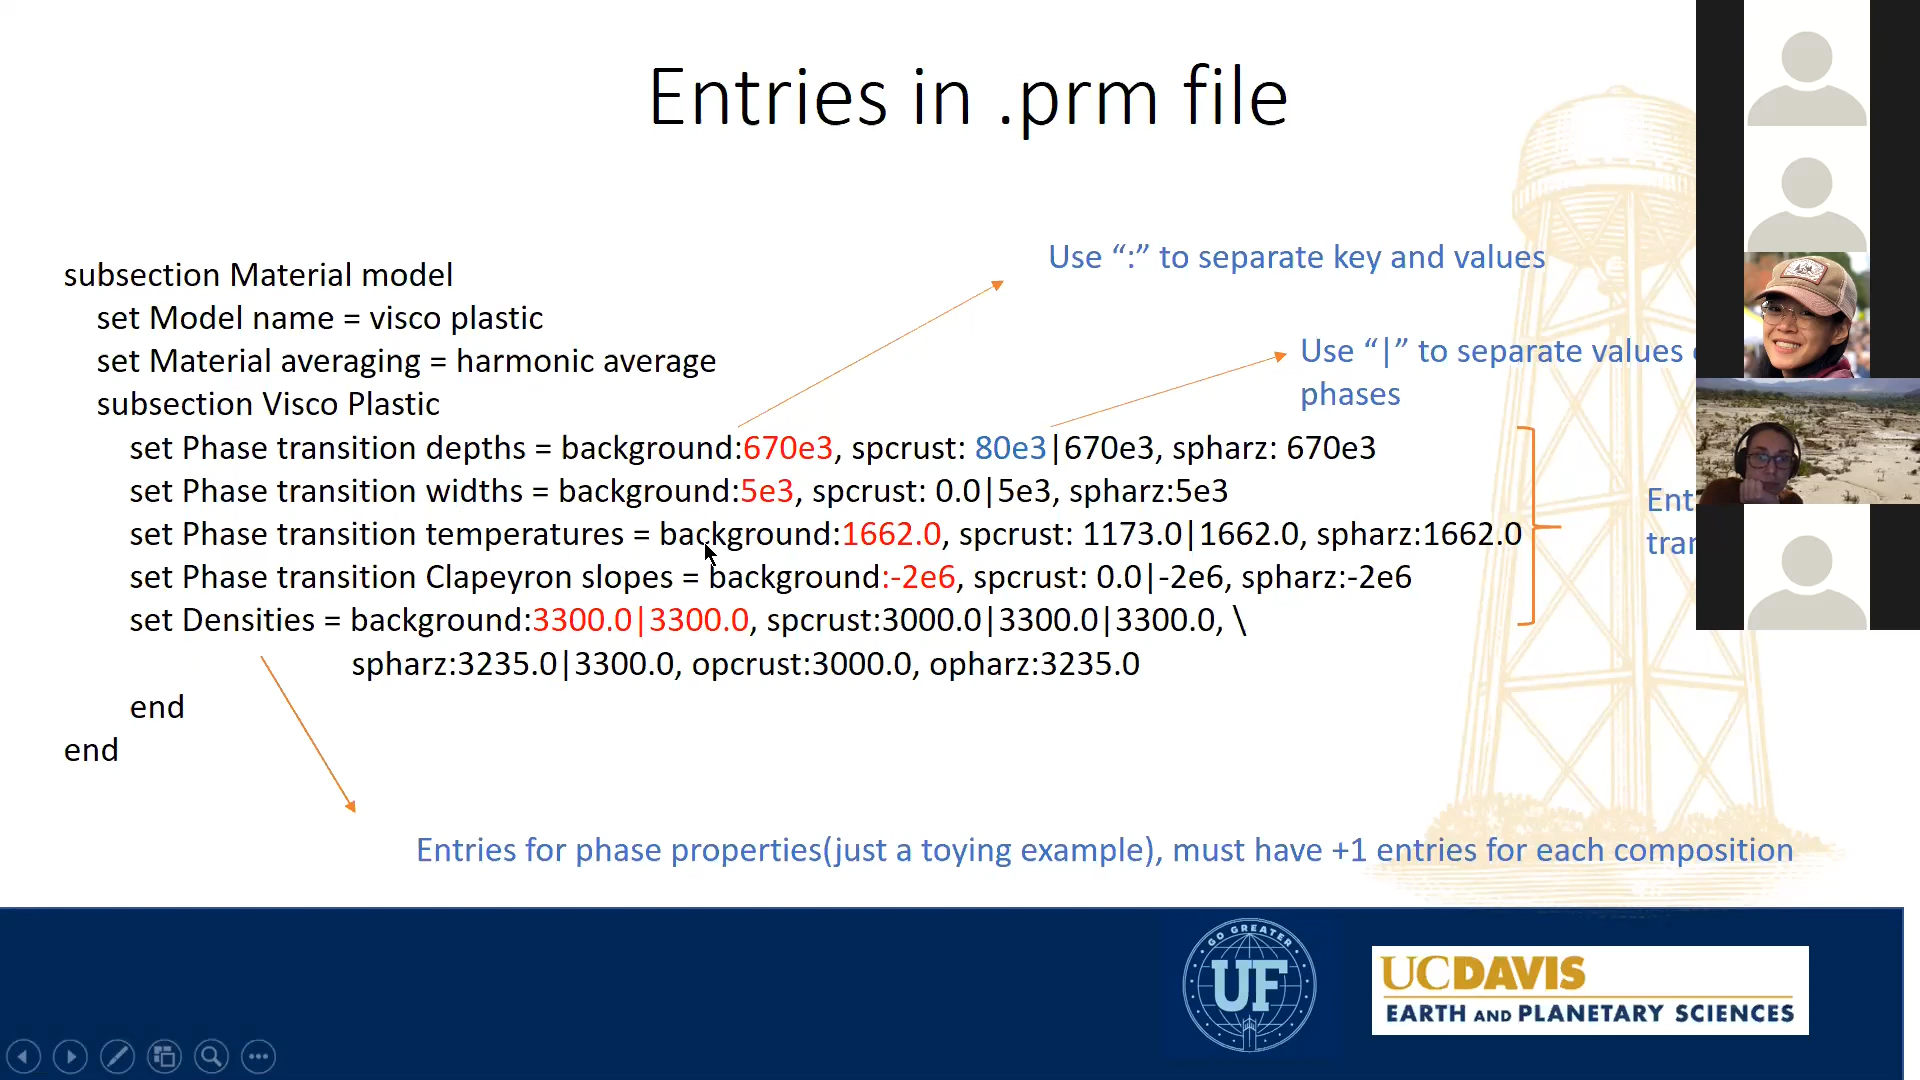 Entries in .prm file
Use “:” to separate key and values
Use “|” to separate values
phases
subsection Material model
set Model name = visco plastic
set Material averaging = harmonic average
subsection Visco Plastic
set Phase transition depths = background:670e3, spcrust: 80e3|670e3, spharz: 670e3
set Phase transition widths = background:5e3, spcrust: 0.0|5e3, spharz:5e3
set Phase transition temperatures = background:1662.0, spcrust: 1173.0|1662.0, spharz:1662.0
set Phase transition Clapeyron slopes = background:-2e6, spcrust: 0.0|-2e6, spharz:-2e6
set Densities = background:3300.0|3300.0, spcrust:3000.0|3300.0|3300.0, \
spharz:3235.0|3300.0, opcrust:3000.0, opharz:3235.0
end
end
Entries for phase properties(just a toying example), must have +1 entries for each composition
GO GREATER
UF
UCDAVIS
EARTH AND PLANETARY SCIENCES